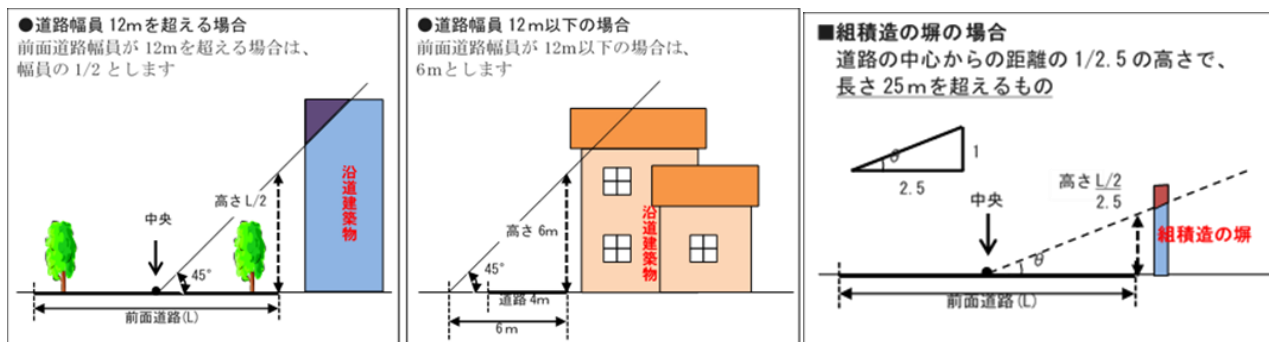 ●道路幅員 12mを超える場合
前面道路幅員が 12mを超える場合は、
幅員の 1/2 とします
沿道建築物
高さ L/2
中央
45°
前面道路(L)
●道路幅員 12m以下の場合
前面道路幅員が 12m以下の場合は、
6mとします
沿道建築物
高さ 6m
45°
道路 4m
6m
■組積造の塀の場合
道路の中心からの距離の 1/2.5 の高さで、
長さ 25mを超えるもの
θ
1
2.5
高さ L/2
2.5
中央
組積造の塀
θ
前面道路(L)